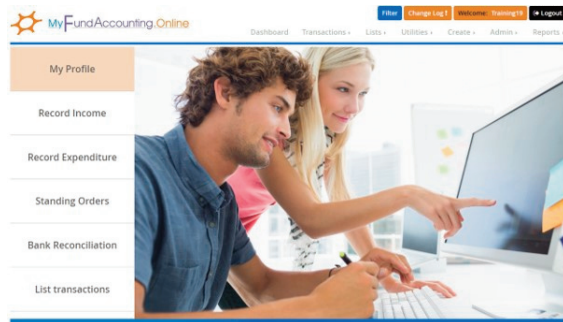 MyFundAccounting.Online
Filter Change Log ! Welcome: Training19 Logout
Dashboard Transactions Lists Utilities Create Admin Reports
My Profile
Record Income
Record Expenditure
Standing Orders
Bank Reconciliation
List transactions